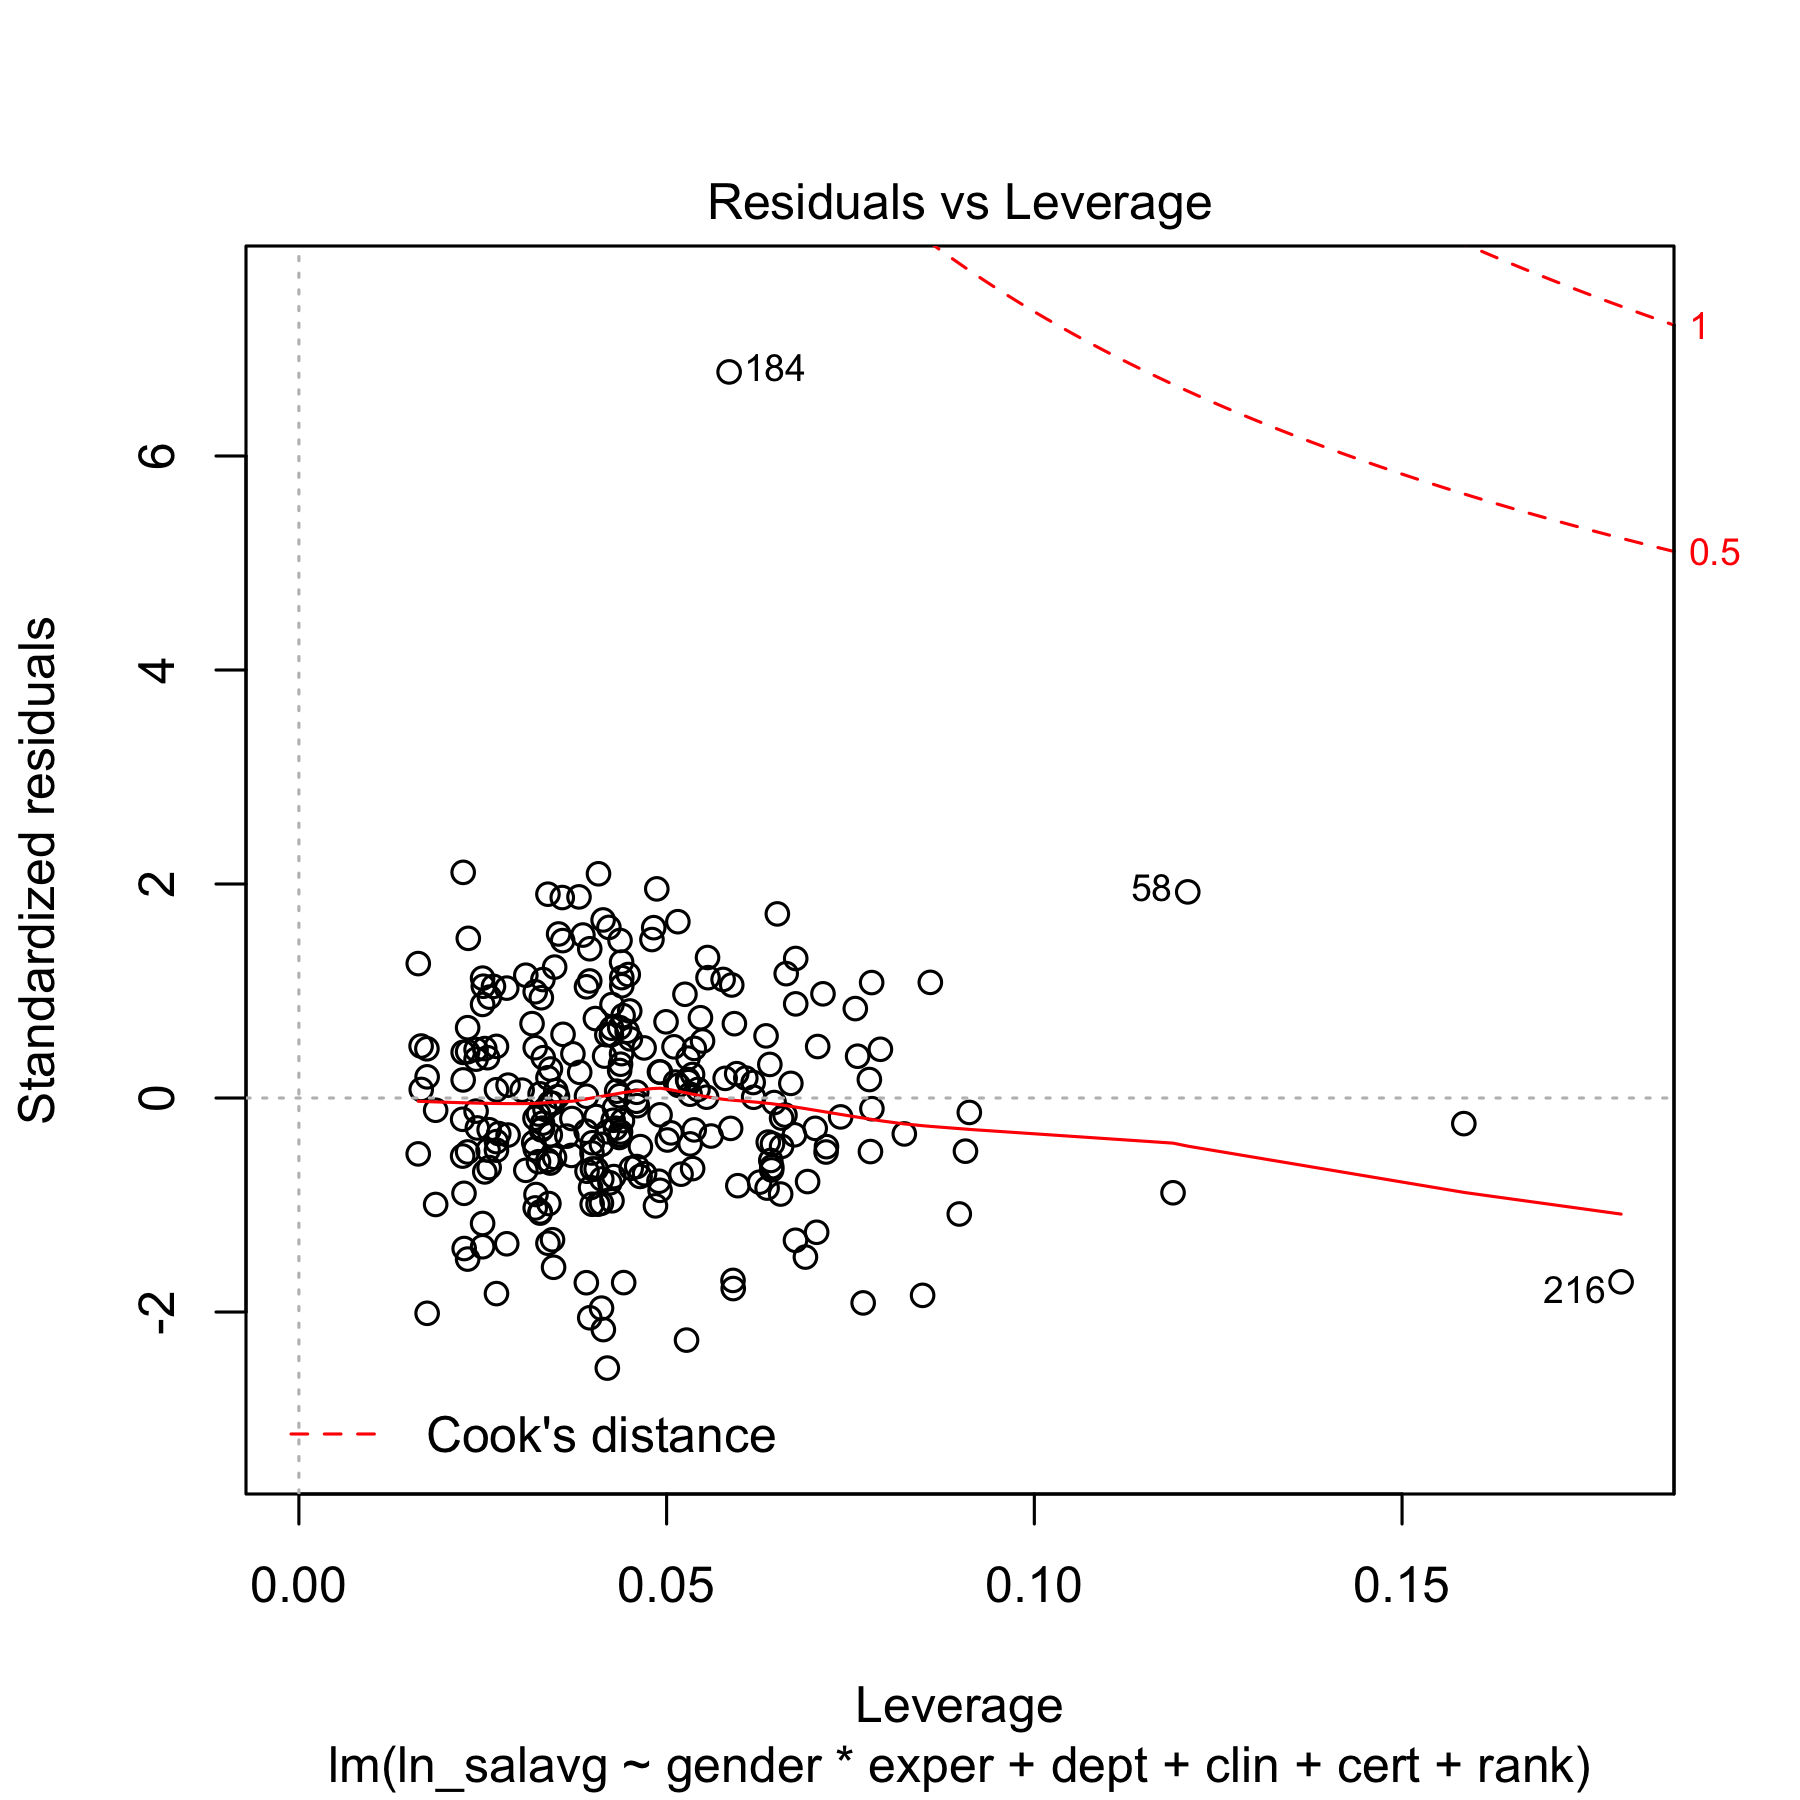 Residuals vs Leverage
1
184
6
0.5
Standardized residuals
4
2
58
0
216
-2
Cook's distance
0.00 0.05 0.10 0.15
Leverage
lm(ln_salavg ~ gender * exper + dept + clin + cert + rank)